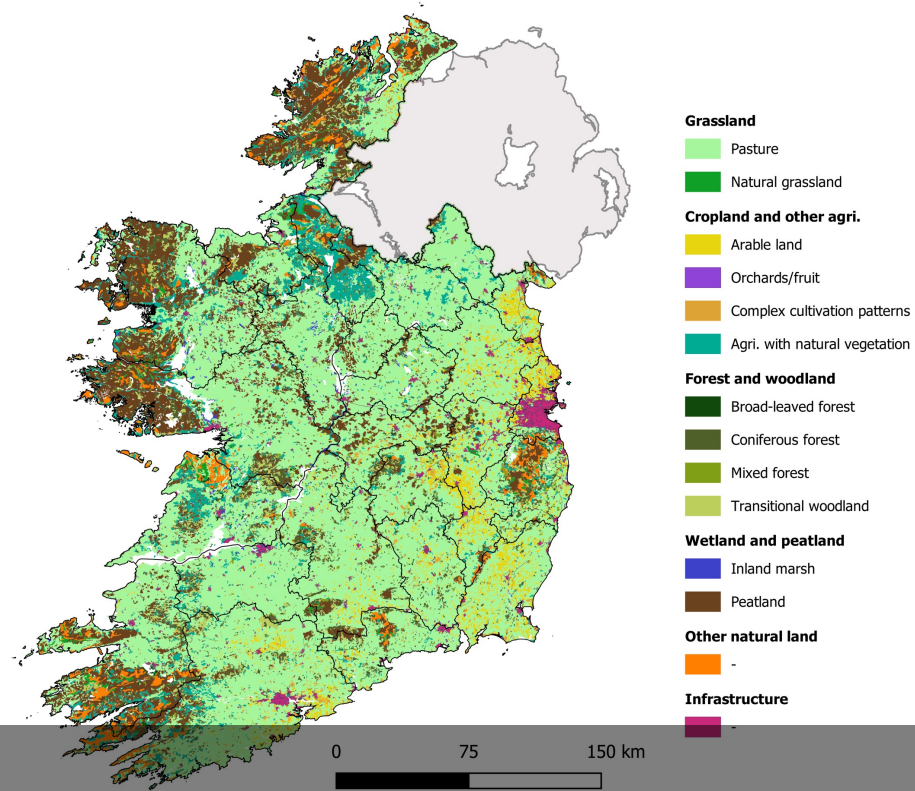 Grassland
Pasture
Natural grassland
Cropland and other agri.
Arable land
Orchards/fruit
Complex cultivation patterns
Agri. with natural vegetation
Forest and woodland
Broad-leaved forest
Coniferous forest
Mixed forest
Transitional woodland
Wetland and peatland
Inland marsh
Peatland
Other natural land
-
Infrastructure
-
0 75 150 km